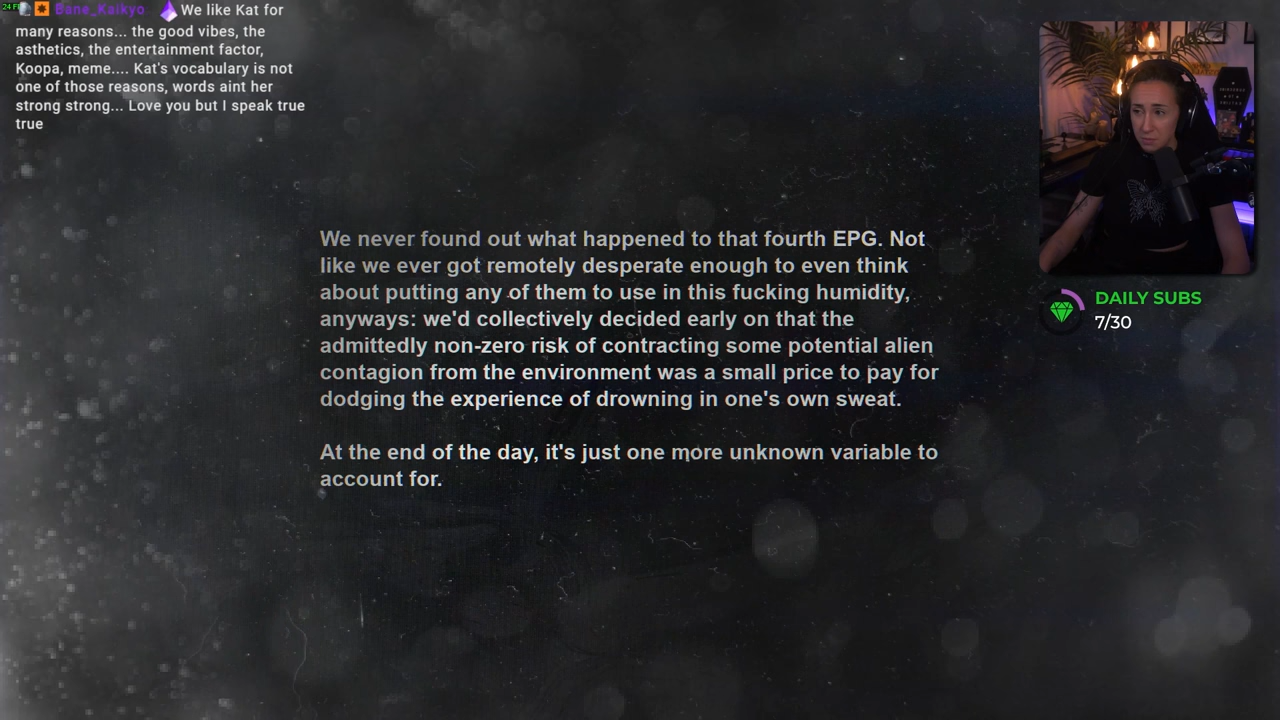 24 F
Bane_Kaikyo We like Kat for
many reasons... the good vibes, the
asthetics, the entertainment factor,
Koopa, meme.... Kat's vocabulary is not
one of those reasons, words aint her
strong strong... Love you but I speak true
true
We never found out what happened to that fourth EPG. Not
like we ever got remotely desperate enough to even think
about putting any of them to use in this fucking humidity,
anyways: we'd collectively decided early on that the
admittedly non-zero risk of contracting some potential alien
contagion from the environment was a small price to pay for
dodging the experience of drowning in one's own sweat.
At the end of the day, it's just one more unknown variable to
account for.
DAILY SUBS
7/30